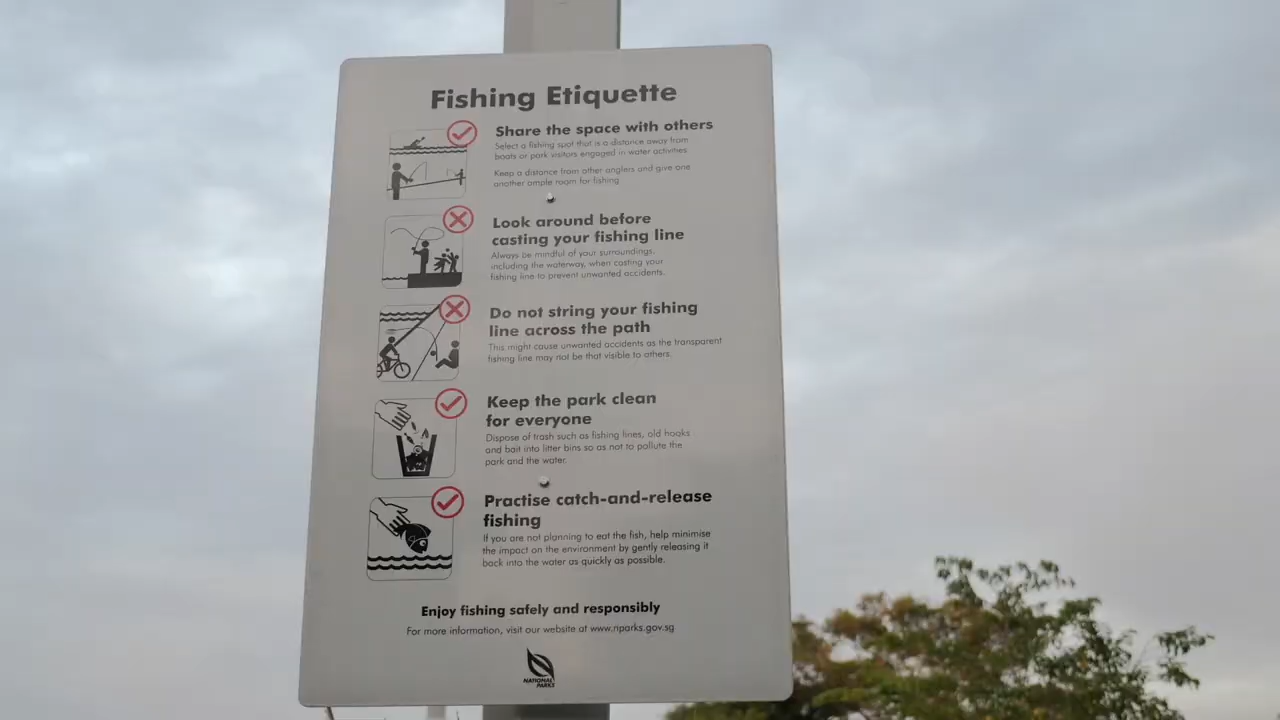 Fishing Etiquette
Share the space with others
Select a fishing spot that is a distance away from
boats or park visitors engaged in water activities
Keep a distance from other anglers and give one
another ample room for fishing
Look around before
casting your fishing line
Always be mindful of your surroundings,
including the waterway, when casting your
fishing line to prevent unwanted accidents.
Do not string your fishing
line across the path
This might cause unwanted accidents as the transparent
fishing line may not be that visible to others.
Keep the park clean
for everyone
Dispose of trash such as fishing lines, old hooks
and bait into litter bins so as not to pollute the
park and the water.
Practise catch-and-release
fishing
If you are not planning to eat the fish, help minimise
the impact on the environment by gently releasing it
back into the water as quickly as possible.
Enjoy fishing safely and responsibly
For more information, visit our website at www.nparks.gov.sg
NATIONAL
PARKS